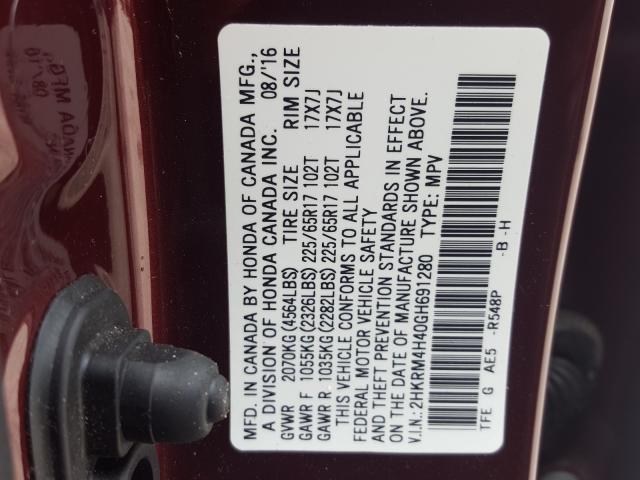 MFD. IN CANADA BY HONDA OF CANADA MFG.,
A DIVISION OF HONDA CANADA INC. 08/'16
GVWR 2070KG (4564LBS) TIRE SIZE RIM SIZE
GAWR F 1055KG (2326LBS) 225/65R17 102T 17X7J
GAWR R 1035KG (2282LBS) 225/65R17 102T 17X7J
THIS VEHICLE CONFORMS TO ALL APPLICABLE
FEDERAL MOTOR VEHICLE SAFETY
AND THEFT PREVENTION STANDARDS IN EFFECT
ON THE DATE OF MANUFACTURE SHOWN ABOVE.
V.I.N.: 2HKRM4H40GH691280 TYPE: MPV
TFE G AE5 -R548P -B -H